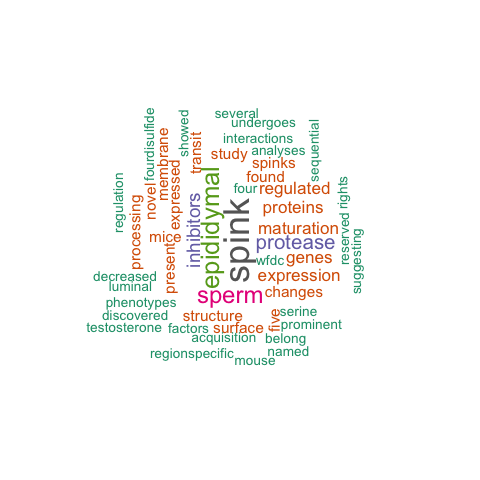 several
undergoes
interactions
analyses
study
spinks
found
four
regulated
proteins
maturation
protease
wfdc
genes
expression
changes
sperm
spink
epididymal
inhibitors
transit
showed
fourdisulfide
membrane
expressed
novel
processing
regulation
mice
present
sequential
rights
reserved
suggesting
decreased
luminal
phenotypes
discovered
testosterone
factors
structure
surface
five
serine
prominent
acquisition
belong
regionspecific
named
mouse